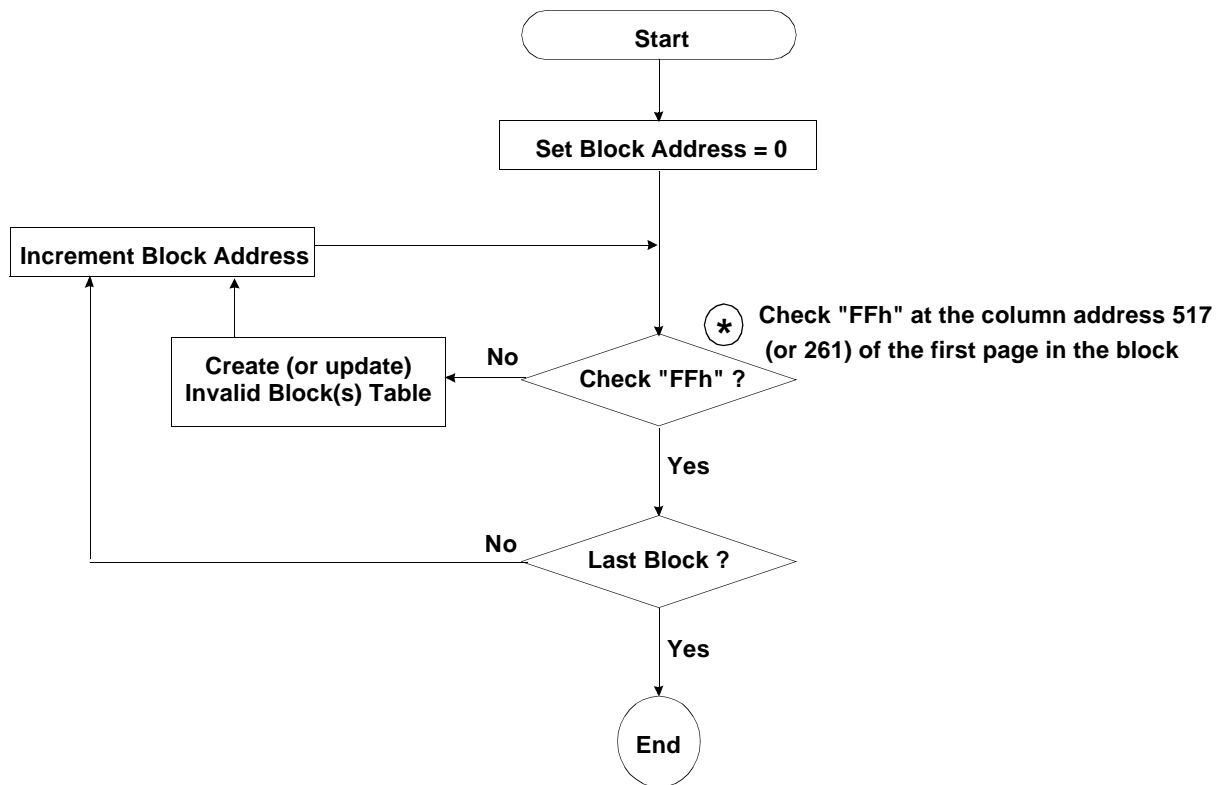 Start
Set Block Address = 0
Increment Block Address
* Check "FFh" at the column address 517
(or 261) of the first page in the block
No
Create (or update)
Invalid Block(s) Table
Check "FFh" ?
Yes
No
Last Block ?
Yes
End